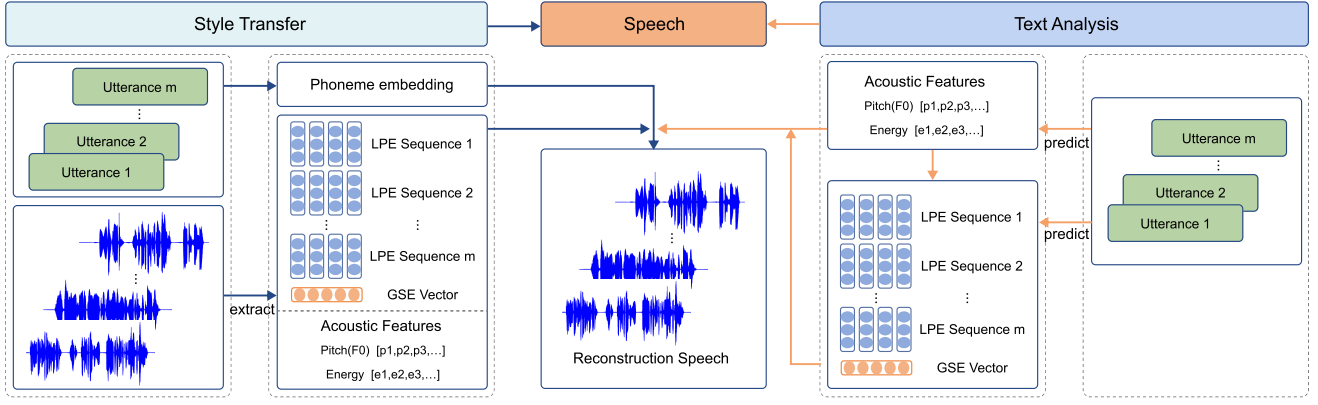 Style Transfer
Speech
Text Analysis
Utterance m
⋮
Utterance 2
Utterance 1
⋮
extract
Phoneme embedding
LPE Sequence 1
LPE Sequence 2
⋮ ⋮
LPE Sequence m
GSE Vector
Acoustic Features
Pitch(F0) [p1,p2,p3,...]
Energy [e1,e2,e3,...]
⋮
Reconstruction Speech
Acoustic Features
Pitch(F0) [p1,p2,p3,...]
Energy [e1,e2,e3,...]
LPE Sequence 1
LPE Sequence 2
⋮ ⋮
LPE Sequence m
GSE Vector
predict
predict
Utterance m
⋮
Utterance 2
Utterance 1